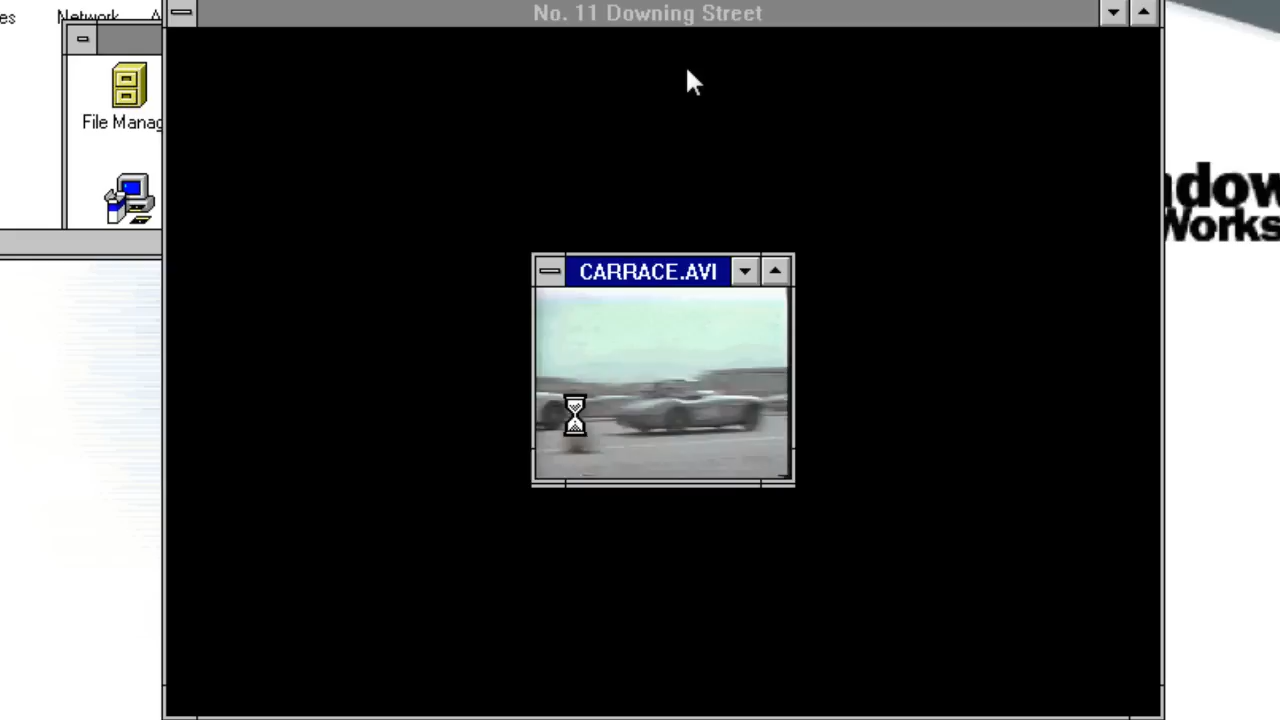 No. 11 Downing Street
es Network A
File Manag
CARRACE.AVI
ndow
Works